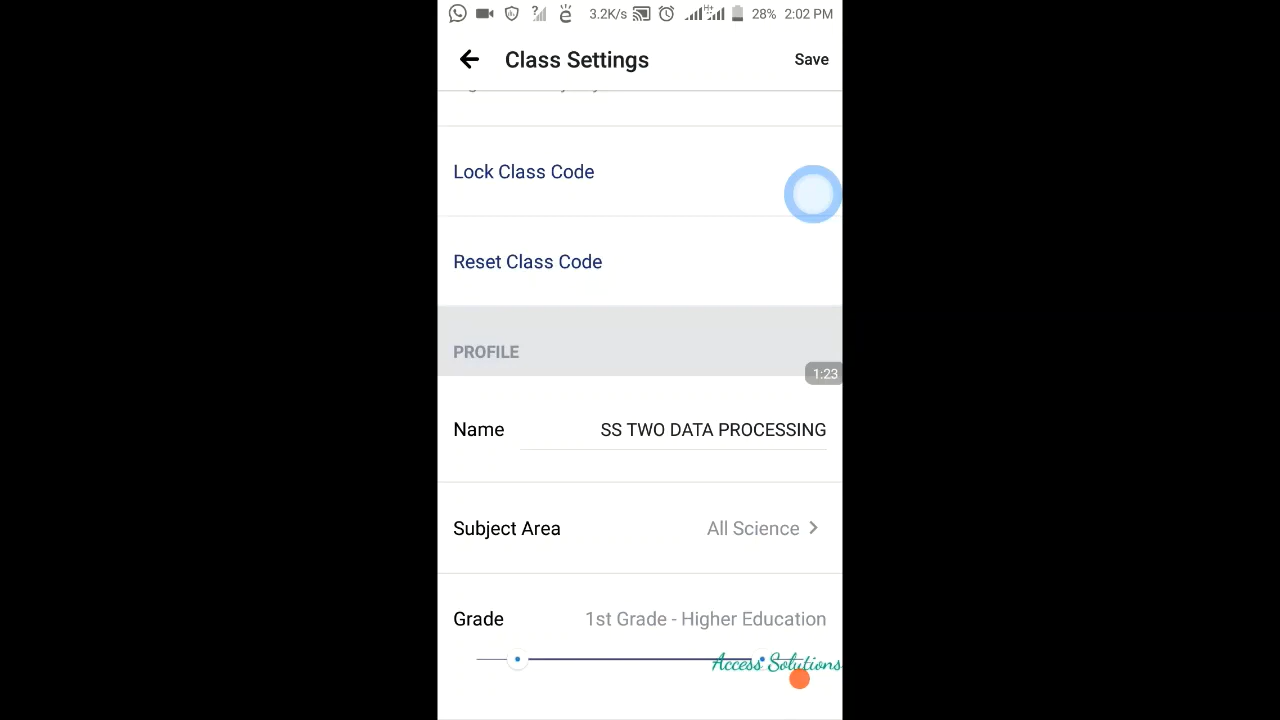 3.2K/s H+ 28% 2:02 PM
Class Settings Save
Lock Class Code
Reset Class Code
PROFILE
1:23
Name SS TWO DATA PROCESSING
Subject Area All Science
Grade 1st Grade - Higher Education
Access Solutions